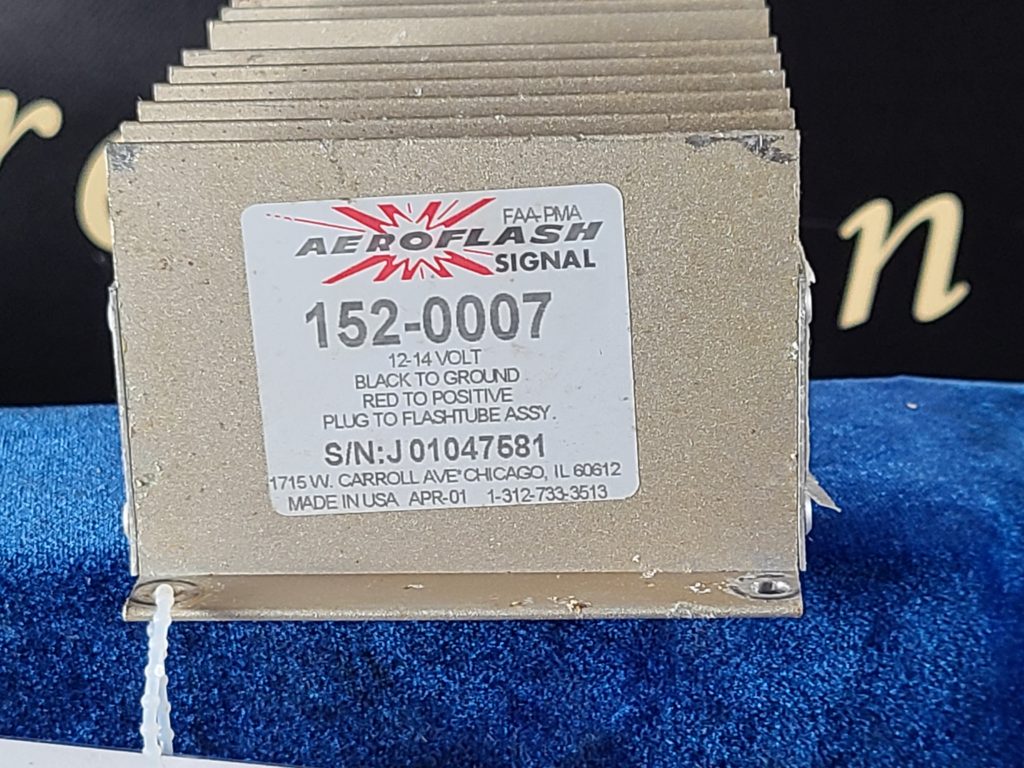 FAA-PMA
AEROFLASH
SIGNAL
152-0007
12-14 VOLT
BLACK TO GROUND
RED TO POSITIVE
PLUG TO FLASHTUBE ASSY.
S/N:J 01047581
1715 W. CARROLL AVE° CHICAGO, IL 60612
MADE IN USA APR-01 1-312-733-3513